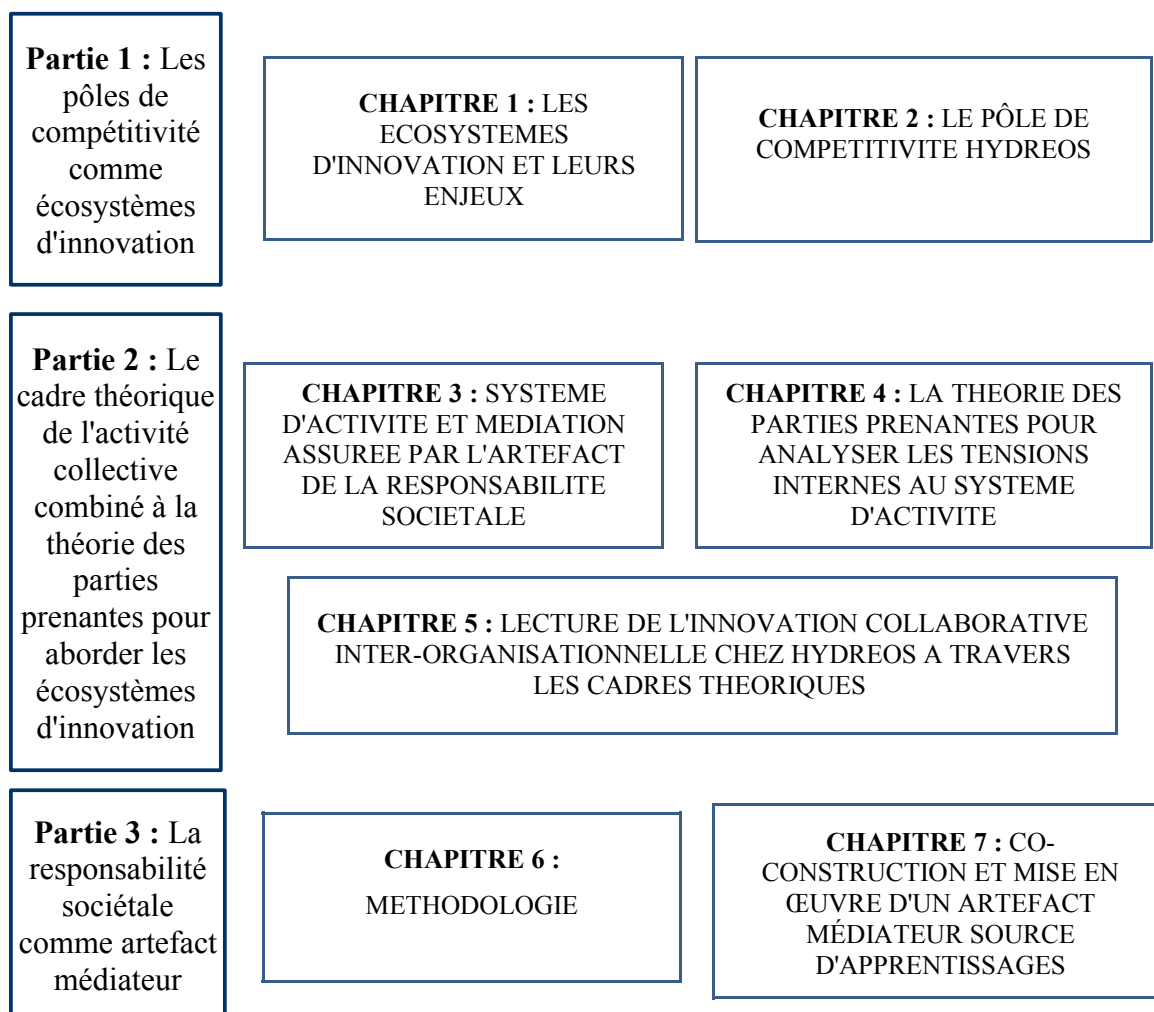 Partie 1 : Les
pôles de
compétitivité
comme
écosystèmes
d'innovation
CHAPITRE 1 : LES
ECOSYSTEMES
D'INNOVATION ET LEURS
ENJEUX
CHAPITRE 2 : LE PÔLE DE
COMPETITIVITE HYDREOS
Partie 2 : Le
cadre théorique
de l'activité
collective
combiné à la
théorie des
parties
prenantes pour
aborder les
écosystèmes
d'innovation
CHAPITRE 3 : SYSTEME
D'ACTIVITE ET MEDIATION
ASSUREE PAR L'ARTEFACT
DE LA RESPONSABILITE
SOCIETALE
CHAPITRE 4 : LA THEORIE DES
PARTIES PRENANTES POUR
ANALYSER LES TENSIONS
INTERNES AU SYSTEME
D'ACTIVITE
CHAPITRE 5 : LECTURE DE L'INNOVATION COLLABORATIVE
INTER-ORGANISATIONNELLE CHEZ HYDREOS A TRAVERS
LES CADRES THEORIQUES
Partie 3 : La
responsabilité
sociétale
comme artefact
médiateur
CHAPITRE 6 :
METHODOLOGIE
CHAPITRE 7 : CO-
CONSTRUCTION ET MISE EN
ŒUVRE D'UN ARTEFACT
MÉDIATEUR SOURCE
D'APPRENTISSAGES